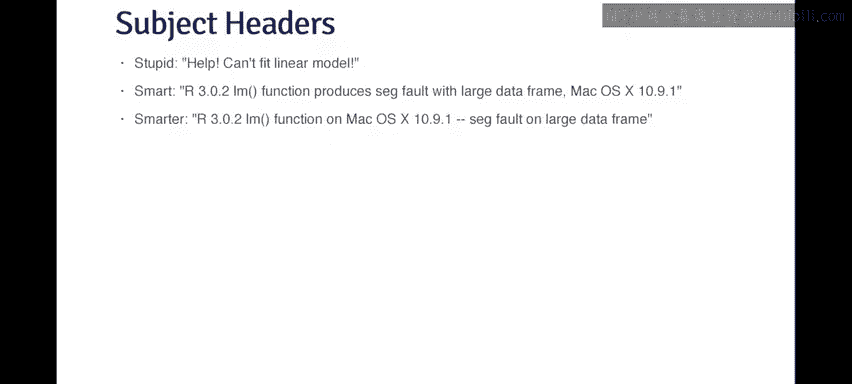 Subject Headers
· Stupid: "Help! Can't fit linear model!"
· Smart: "R 3.0.2 lm() function produces seg fault with large data frame, Mac OS X 10.9.1"
· Smarter: "R 3.0.2 lm() function on Mac OS X 10.9.1 -- seg fault on large data frame"